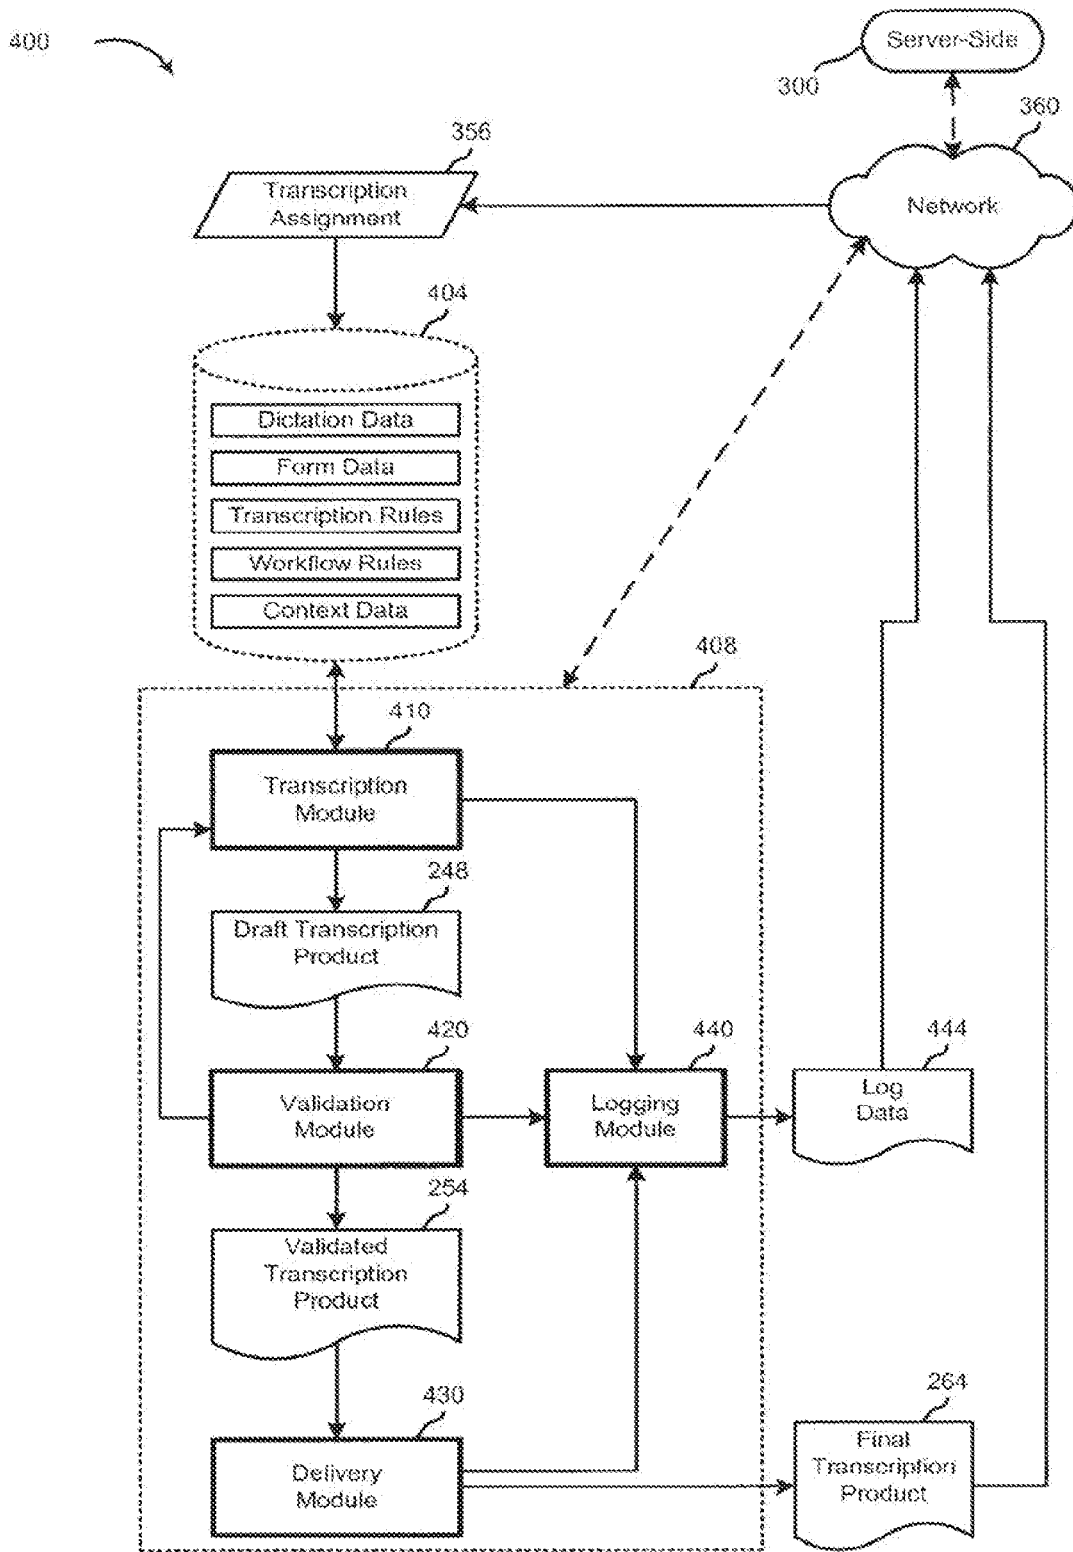 400
Server-Side
300
360
356
Transcription
Assignment
Network
404
Dictation Data
Form Data
Transcription Rules
Workflow Rules
Context Data
408
410
Transcription
Module
248
Draft Transcription
Product
420
440
444
Validation
Module
Logging
Module
Log
Data
254
Validated
Transcription
Product
430
264
Delivery
Module
Final
Transcription
Product